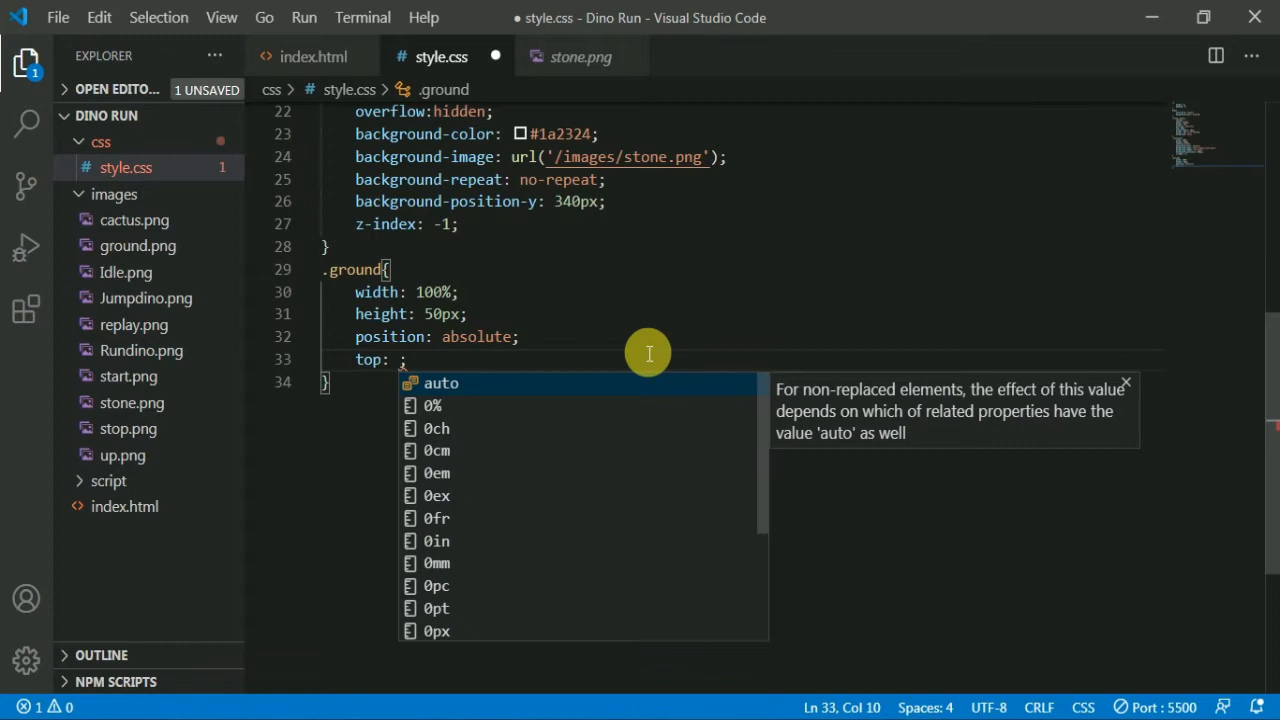 File Edit Selection View Go Run Terminal Help
● style.css - Dino Run - Visual Studio Code
EXPLORER ...
index.html
# style.css ●
stone.png
1
OPEN EDITO... 1 UNSAVED
css > # style.css > .ground
DINO RUN
css
# style.css 1
images
cactus.png
ground.png
Idle.png
Jumpdino.png
replay.png
Rundino.png
start.png
stone.png
stop.png
up.png
script
index.html
OUTLINE
NPM SCRIPTS
22 overflow:hidden;
23 background-color: #1a2324;
24 background-image: url('/images/stone.png');
25 background-repeat: no-repeat;
26 background-position-y: 340px;
27 z-index: -1;
28 }
29 .ground{
30 width: 100%;
31 height: 50px;
32 position: absolute;
33 top: ;
34 }
auto
0%
0ch
0cm
0em
0ex
0fr
0in
0mm
0pc
0pt
0px
For non-replaced elements, the effect of this value
depends on which of related properties have the
value 'auto' as well
1 0
Ln 33, Col 10 Spaces: 4 UTF-8 CRLF CSS Port : 5500